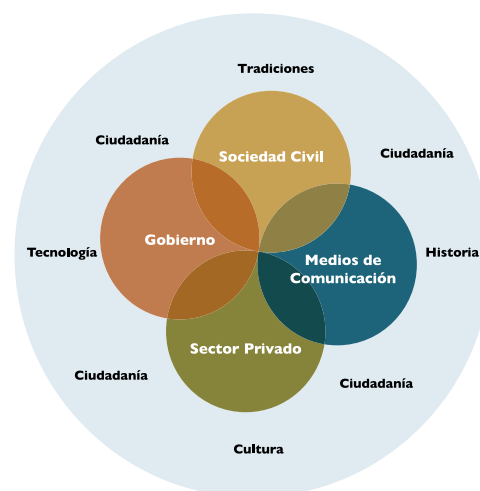 Tradiciones
Ciudadanía
Sociedad Civil
Ciudadanía
Gobierno
Tecnología
Medios de
Comunicación
Historia
Sector Privado
Ciudadanía
Ciudadanía
Cultura